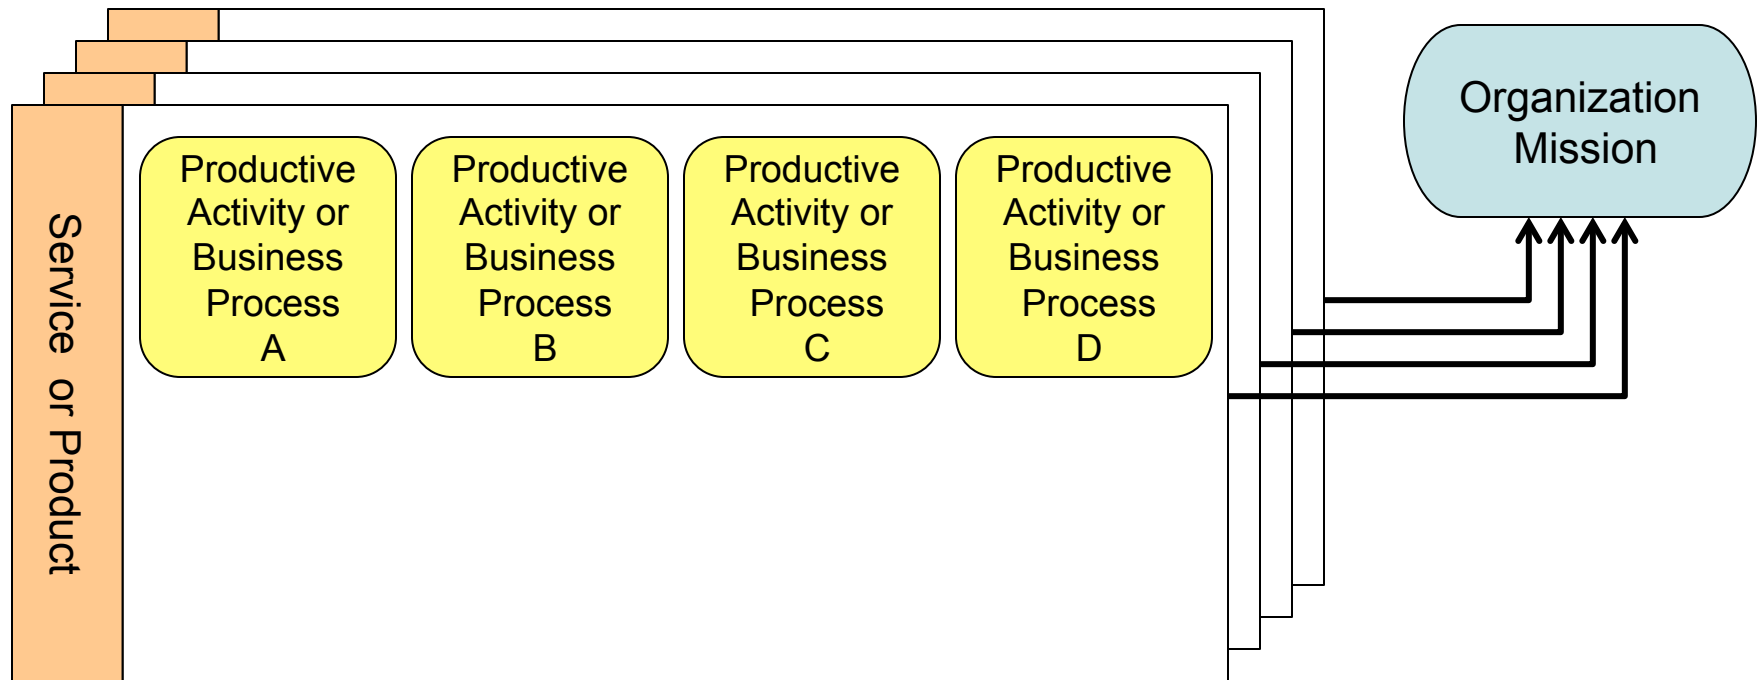 Service or Product
Productive
Activity or
Business
Process
A
Productive
Activity or
Business
Process
B
Productive
Activity or
Business
Process
C
Productive
Activity or
Business
Process
D
Organization
Mission